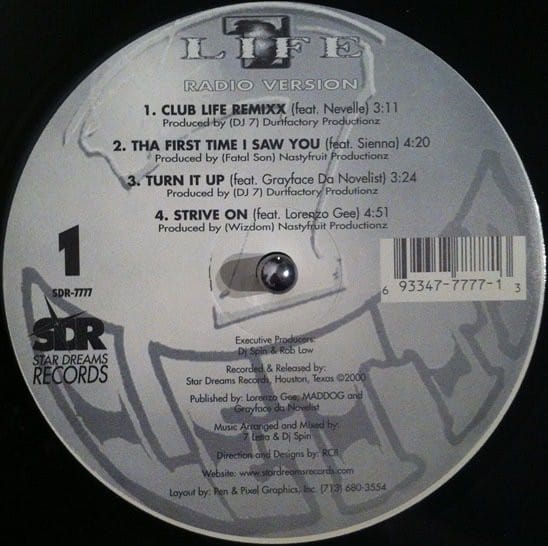 7 LIFE
RADIO VERSION
1. CLUB LIFE REMIXX (feat. Nevelle) 3:11
Produced by (DJ 7) Durtfactory Productionz
2. THA FIRST TIME I SAW YOU (feat. Sienna) 4:20
Produced by (Fatal Son) Nastyfruit Productionz
3. TURN IT UP (feat. Grayface Da Novelist) 3:24
Produced by (DJ 7) Durtfactory Produtionz
4. STRIVE ON (feat. Lorenzo Gee) 4:51
Produced by (Wizdom) Nastyfruit Productionz
1
SDR-7777
6 93347-7777-1 3
SDR
STAR DREAMS
RECORDS
Executive Producers:
Dj Spin & Rob Low
Recorded & Released by:
Star Dreams Records, Houston, Texas ©2000
Published by: Lorenzo Gee, MADDOG and
Grayface da Novelist
Music Arranged and Mixed by:
7 Letta & Dj Spin
Direction and Designs by: RCB
Website: www.stardreamsrecords.com
Layout by: Pen & Pixel Graphics, Inc. (713) 680-3554